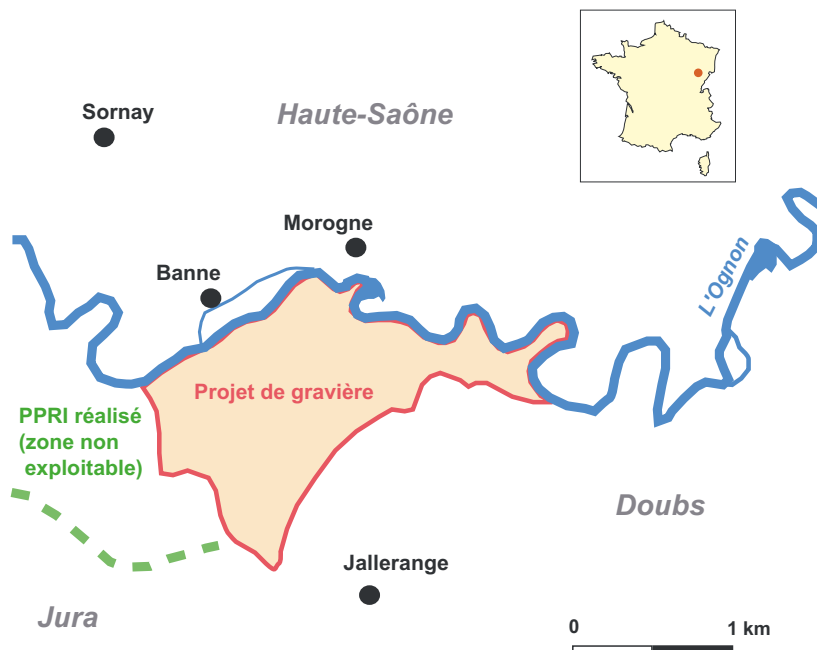 Sornay
Haute-Saône
Morogne
Banne
L'Ognon
Projet de gravière
PPRI réalisé
(zone non
exploitable)
Doubs
Jallerange
Jura
0 1 km